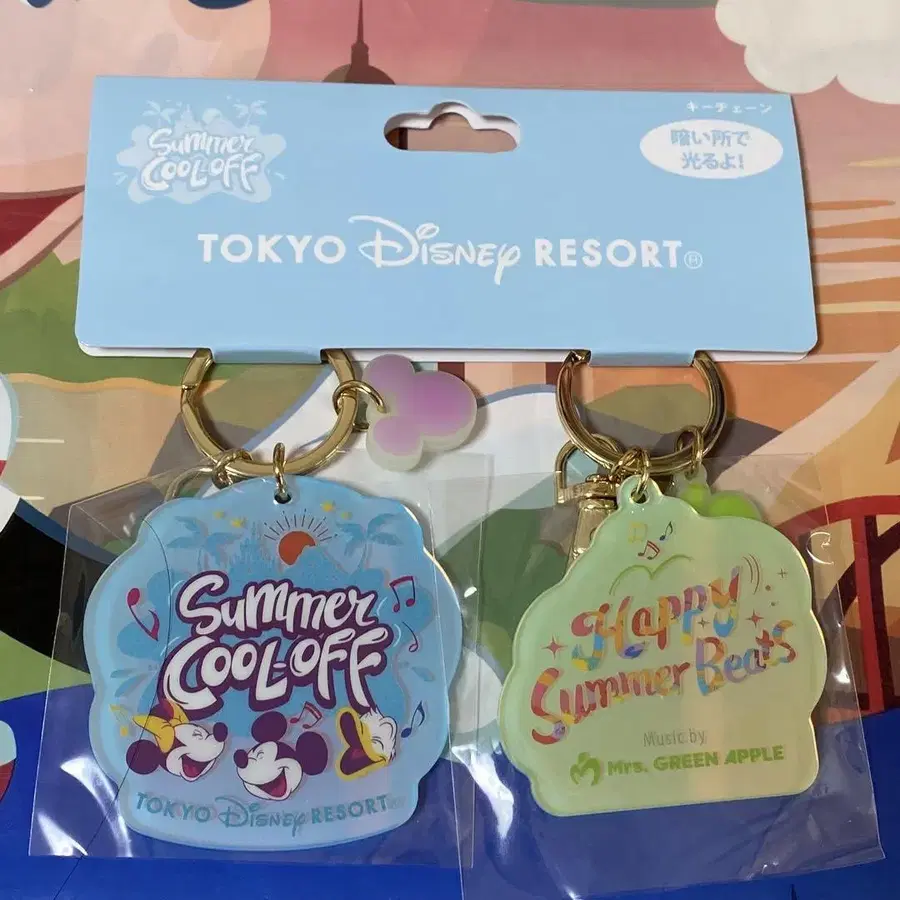 Summer
COOL-OFF
キーチェーン
暗い所で
光るよ!
TOKYO Disney RESORT®
Summer
COOL-OFF
TOKYO Disney RESORT
Happy
Summer Beats
Music by
Mrs. GREEN APPLE